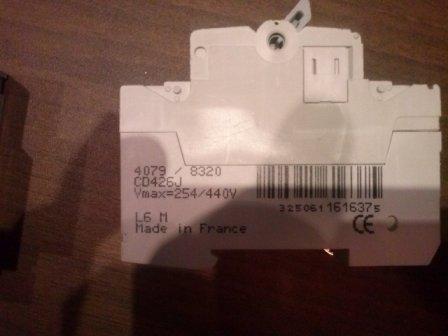 4079 / 8320
CD426J
Vmax=254/440V
3250611616375
L6 M
Made in France
CE